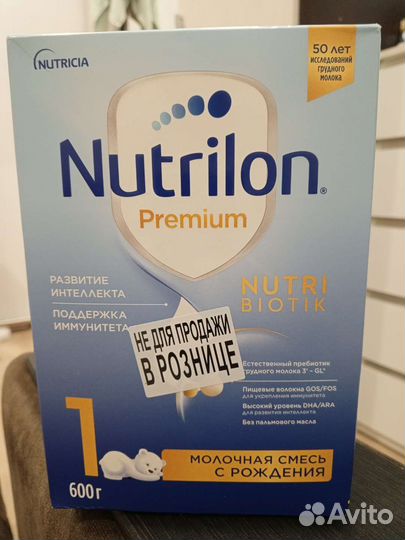 NUTRICIA
50 ЛЕТ
ИССЛЕДОВАНИЙ
ГРУДНОГО
МОЛОКА
Nutrilon®
Premium
РАЗВИТИЕ
ИНТЕЛЛЕКТА
ПОДДЕРЖКА
ИММУНИТЕТА
NUTRI
BIOTIK
НЕ ДЛЯ ПРОДАЖИ
В РОЗНИЦЕ
Естественный пребиотик
грудного молока 3' - GL
Пищевые волокна GOS/FOS
для укрепления иммунитета
Высокий уровень DHA/ARA
для развития интеллекта
Без пальмового масла
1
600 г
МОЛОЧНАЯ СМЕСЬ
С РОЖДЕНИЯ
Avito